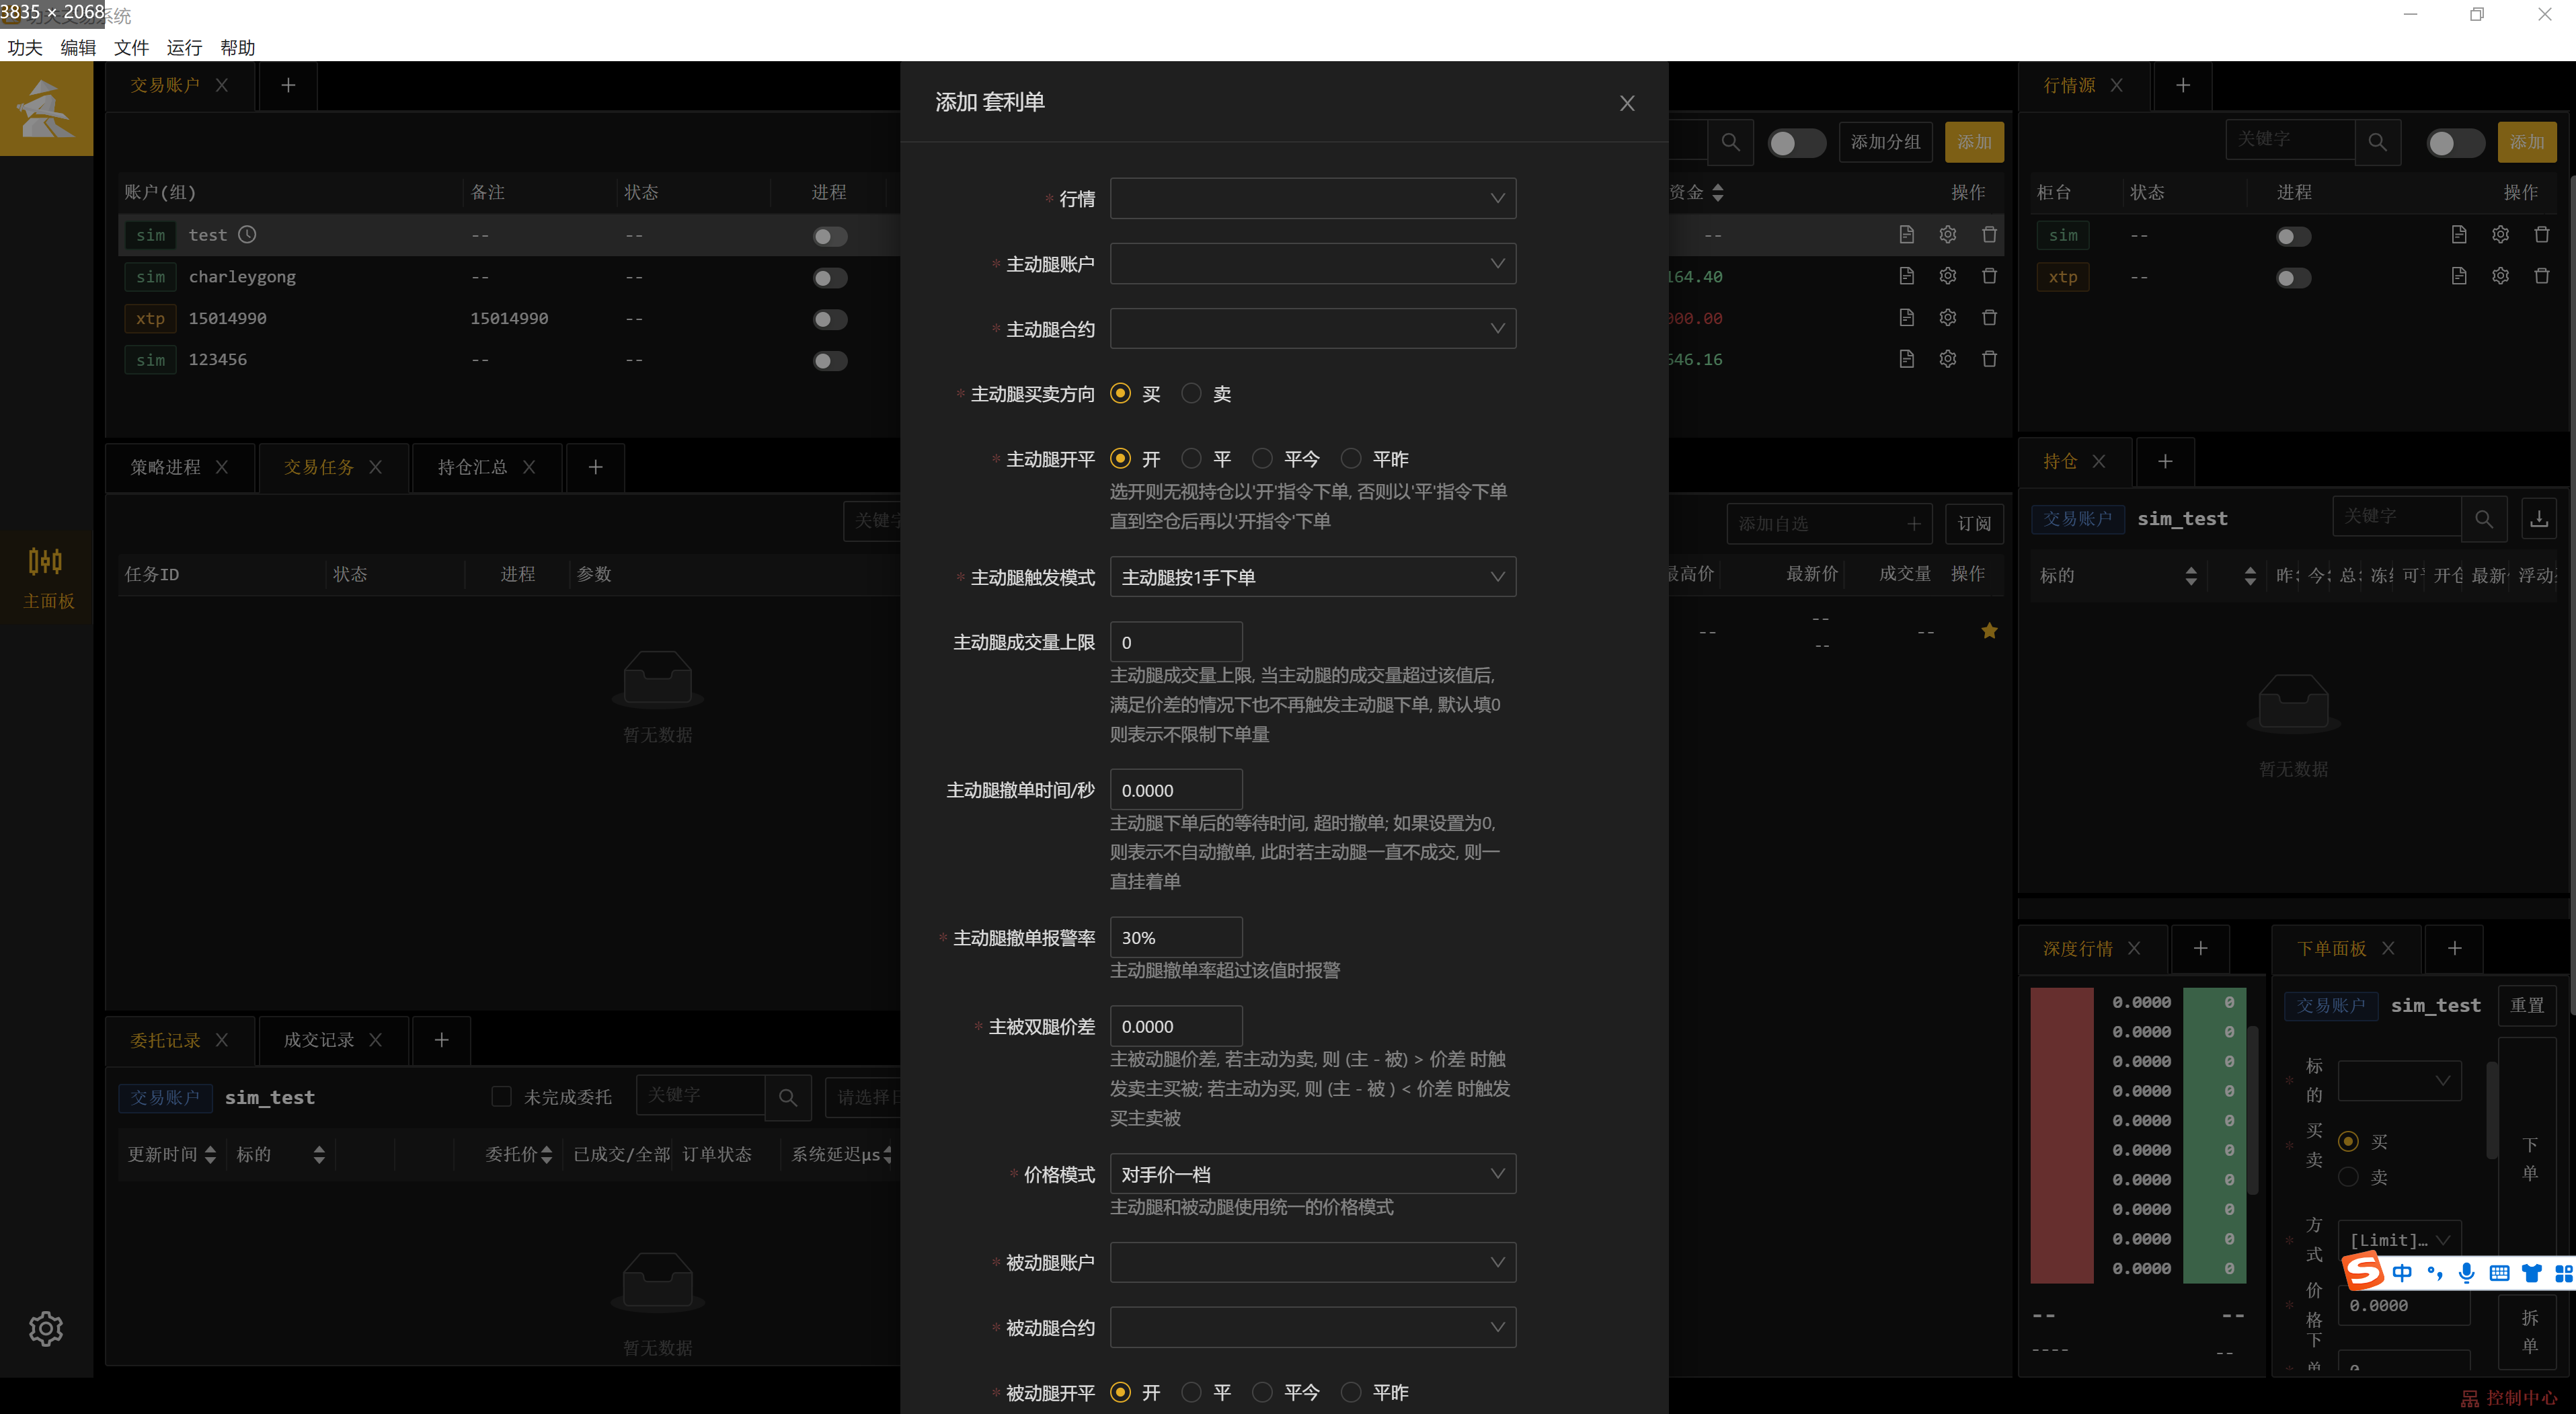 3835 × 2068
系统
功夫 编辑 文件 运行 帮助
交易账户
添加 套利单
行情源
添加分组 添加
关键字 添加
账户(组) 备注 状态 进程
资金 操作
柜台 状态 进程 操作
sim test -- --
--
sim --
sim charleygong -- --
164.40
xtp --
xtp 15014990 15014990 --
000.00
sim 123456 -- --
646.16
* 行情
* 主动腿账户
* 主动腿合约
* 主动腿买卖方向 买 卖
* 主动腿开平 开 平 平今 平昨
选开则无视持仓以'开'指令下单, 否则以'平'指令下单
直到空仓后再以'开指令'下单
* 主动腿触发模式 主动腿按1手下单
主动腿成交量上限 0
主动腿成交量上限, 当主动腿的成交量超过该值后,
满足价差的情况下也不再触发主动腿下单, 默认填0
则表示不限制下单量
主动腿撤单时间/秒 0.0000
主动腿下单后的等待时间, 超时撤单; 如果设置为0,
则表示不自动撤单, 此时若主动腿一直不成交, 则一
直挂着单
* 主动腿撤单报警率 30%
主动腿撤单率超过该值时报警
* 主被双腿价差 0.0000
主被动腿价差, 若主动为卖, 则 (主 - 被) > 价差 时触
发卖主买被; 若主动为买, 则 (主 - 被 ) < 价差 时触发
买主卖被
* 价格模式 对手价一档
主动腿和被动腿使用统一的价格模式
* 被动腿账户
* 被动腿合约
* 被动腿开平 开 平 平今 平昨
策略进程 交易任务 持仓汇总
关键字
任务ID 状态 进程 参数
暂无数据
主面板
添加自选 订阅
最高价 最新价 成交量 操作
-- -- --
--
持仓
交易账户 sim_test 关键字
标的 昨 今 总 冻 可 开仓 最新 浮动
暂无数据
委托记录 成交记录
交易账户 sim_test 未完成委托 关键字 请选择日
更新时间 标的 委托价 已成交/全部 订单状态 系统延迟μs
暂无数据
深度行情
0.0000 0
0.0000 0
0.0000 0
0.0000 0
0.0000 0
0.0000 0
0.0000 0
0.0000 0
0.0000 0
0.0000 0
-- --
---- --
下单面板
交易账户 sim_test 重置
* 标的
* 买卖 买
卖
* 方式 [Limit]...
* 价格 0.0000
下单
下单
拆单
中
控制中心